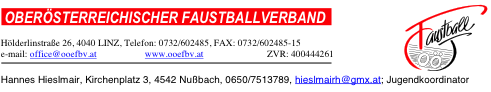 OBERÖSTERREICHISCHER FAUSTBALLVERBAND
Hölderlinstraße 26, 4040 LINZ, Telefon: 0732/602485, FAX: 0732/602485-15
e-mail: office@ooefbv.at www.ooefbv.at ZVR: 400444261
Hannes Hieslmair, Kirchenplatz 3, 4542 Nußbach, 0650/7513789, hieslmairh@gmx.at; Jugendkoordinator
Faustball